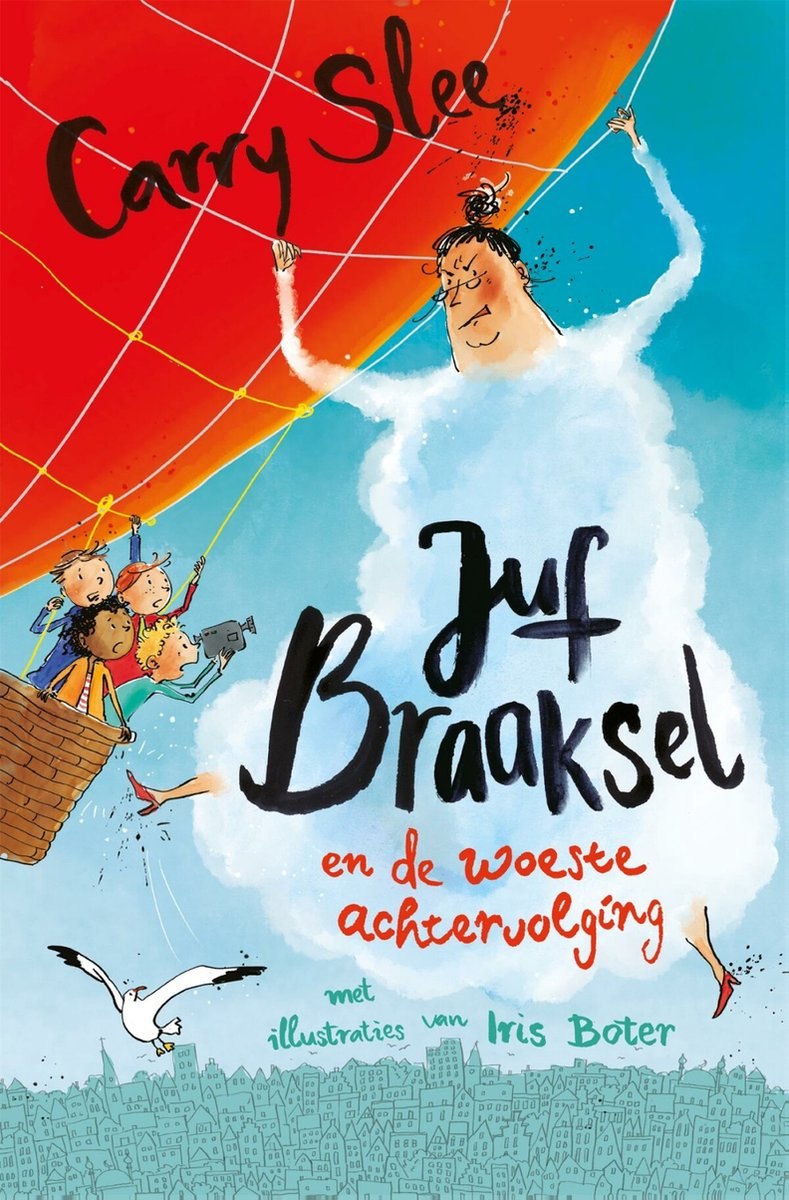 Carry Slee
Juf
Braaksel
en de woeste
achtervolging
met
illustraties van Iris Boter